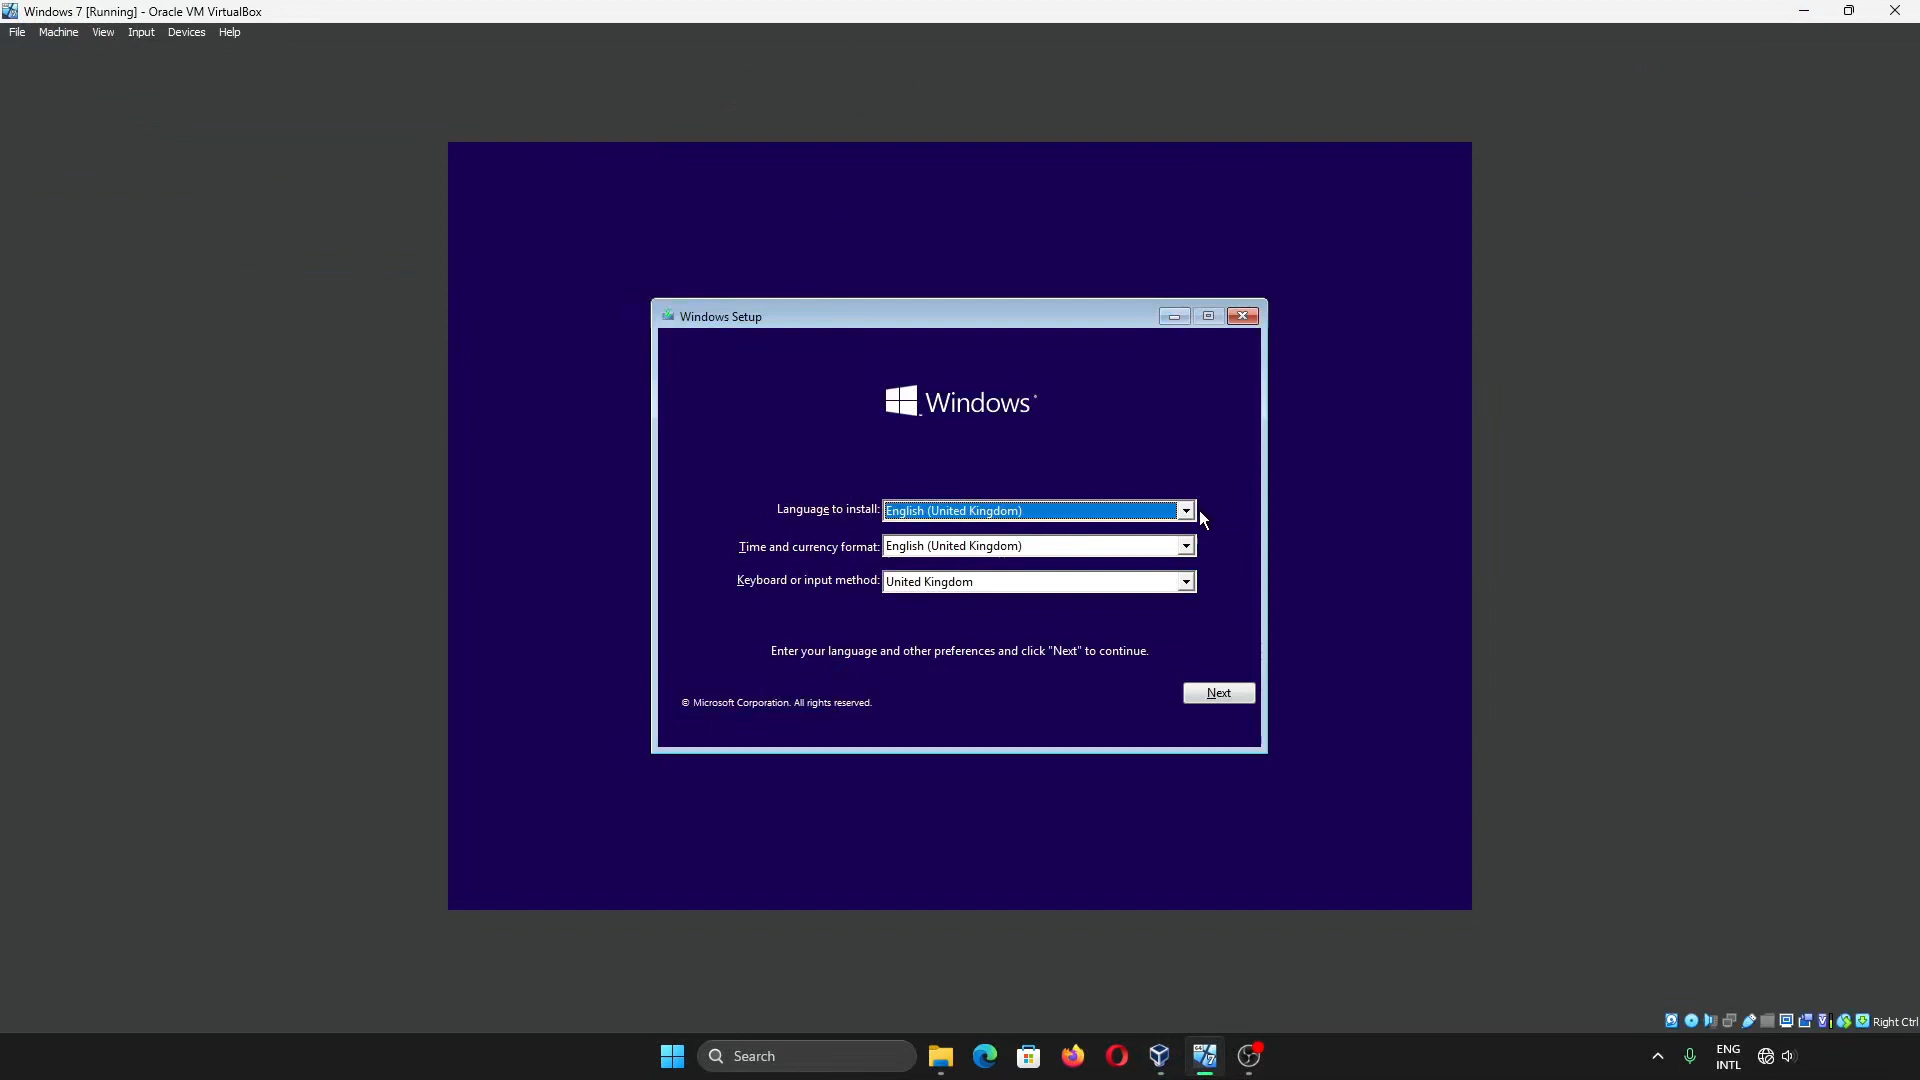 Windows 7 [Running] - Oracle VM VirtualBox
File Machine View Input Devices Help
Windows Setup
Windows
Language to install: English (United Kingdom)
Time and currency format: English (United Kingdom)
Keyboard or input method: United Kingdom
Enter your language and other preferences and click "Next" to continue.
Next
© Microsoft Corporation. All rights reserved.
Right Ctrl
Search
ENG
INTL